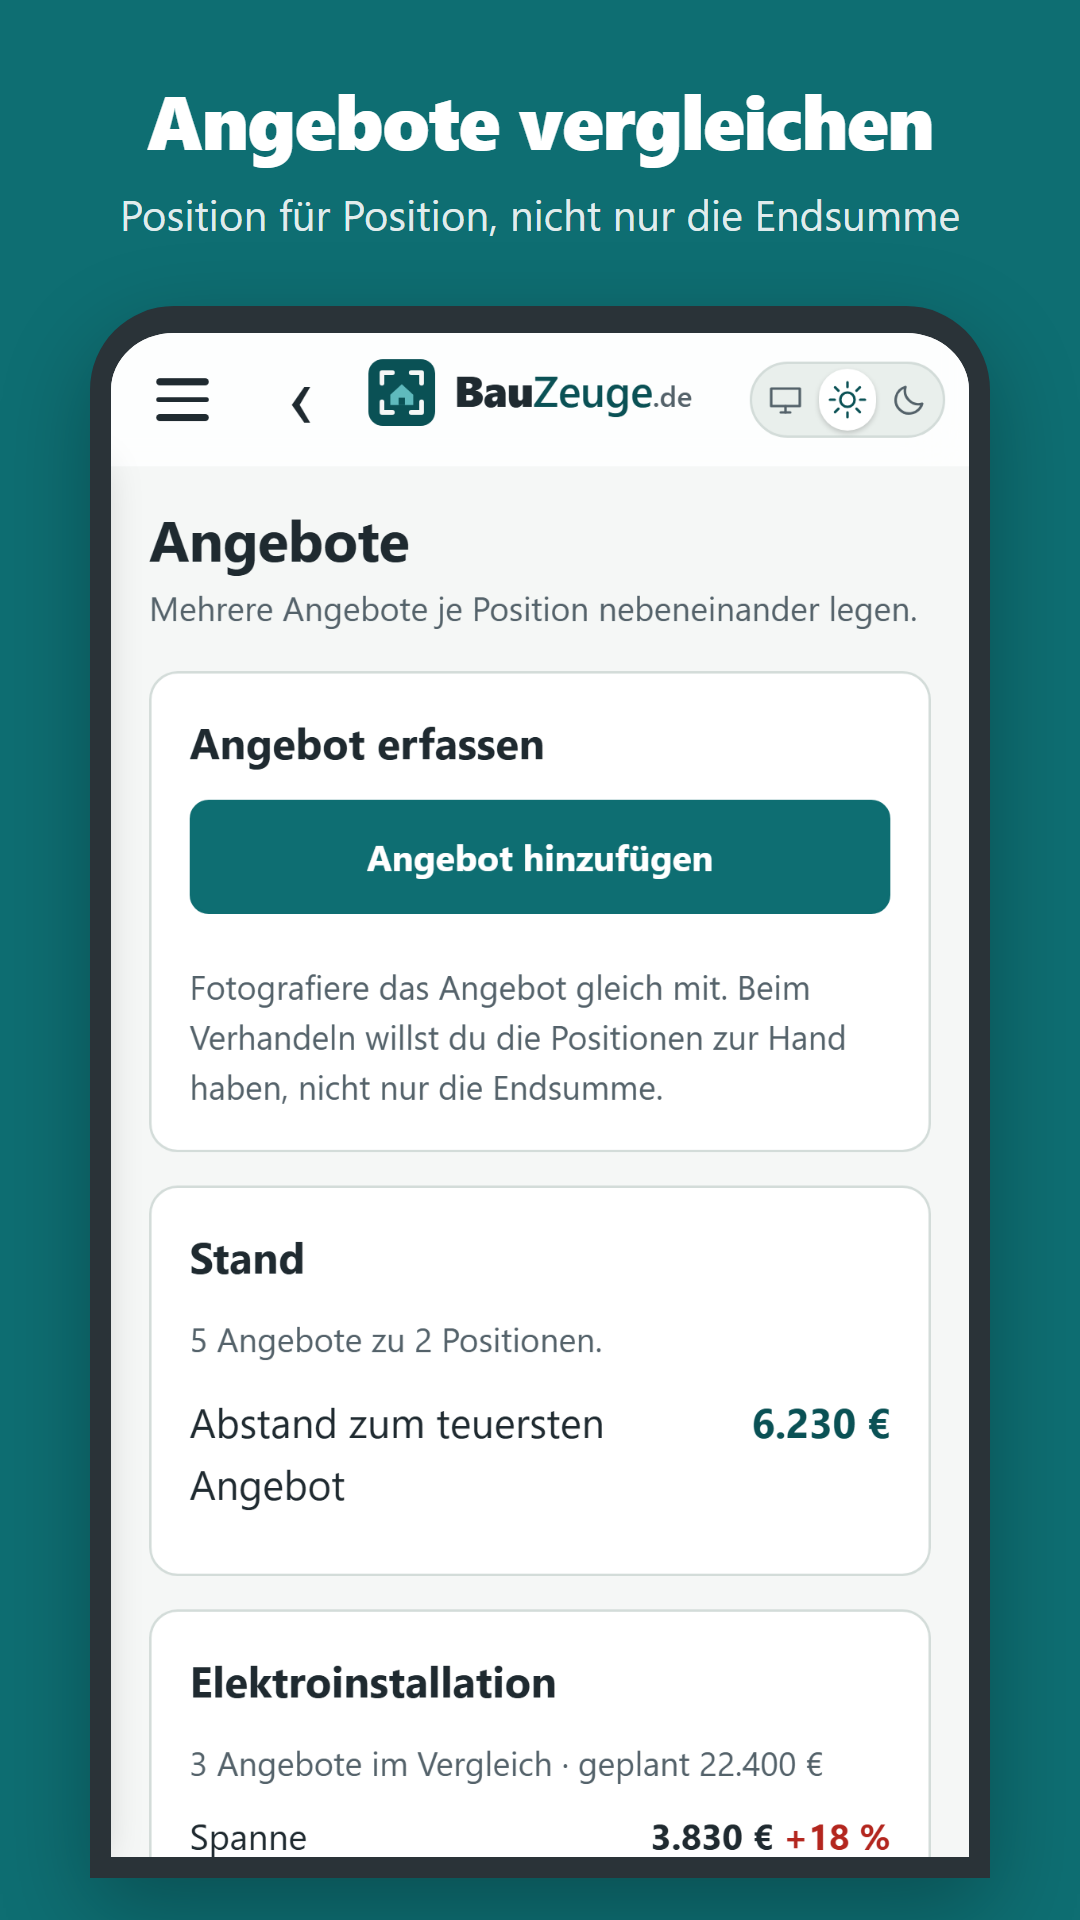 Angebote vergleichen
Position für Position, nicht nur die Endsumme
BauZeuge.de
Angebote
Mehrere Angebote je Position nebeneinander legen.
Angebot erfassen
Angebot hinzufügen
Fotografiere das Angebot gleich mit. Beim
Verhandeln willst du die Positionen zur Hand
haben, nicht nur die Endsumme.
Stand
5 Angebote zu 2 Positionen.
Abstand zum teuersten 6.230 €
Angebot
Elektroinstallation
3 Angebote im Vergleich · geplant 22.400 €
Spanne 3.830 € +18 %